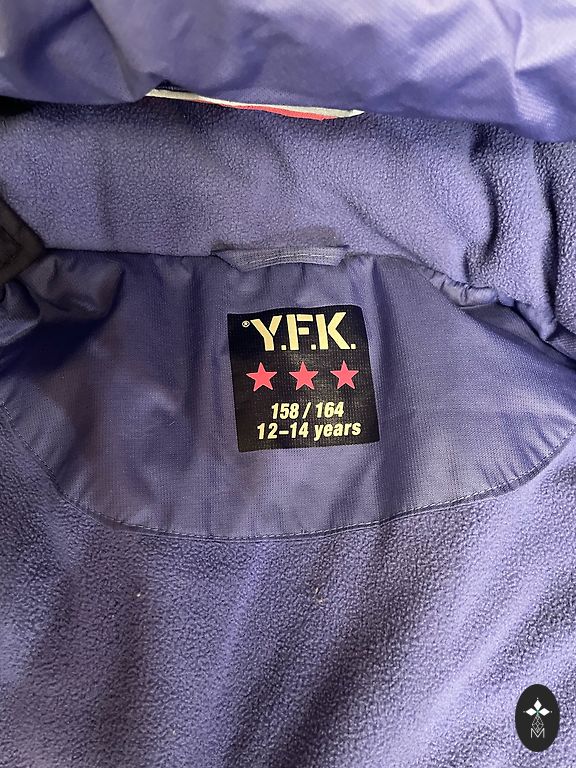 ® Y.F.K.
158 / 164
12–14 years
M